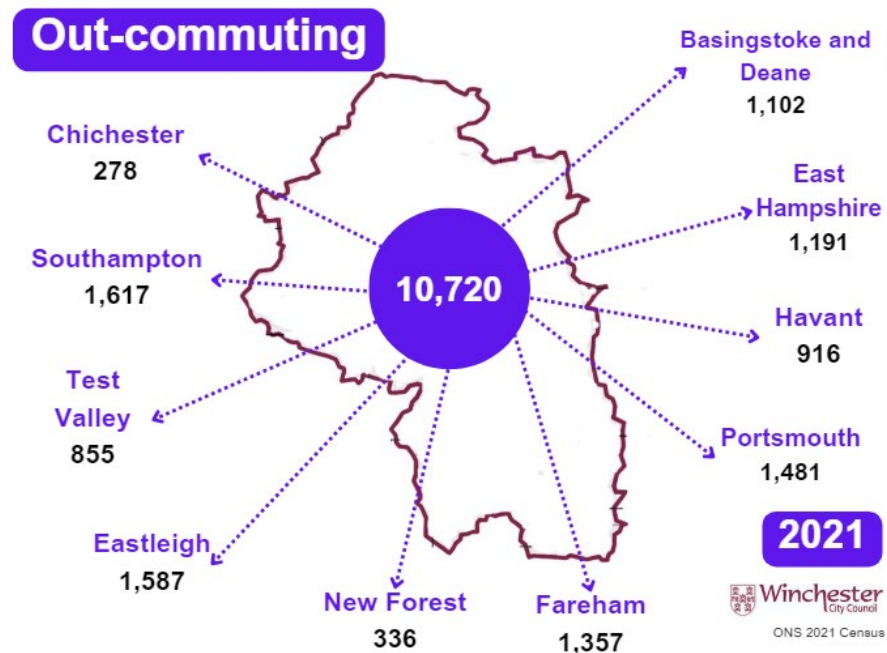 Out-commuting
Basingstoke and
Deane
1,102
Chichester
278
East
Hampshire
1,191
Southampton
1,617
10,720
Havant
916
Test
Valley
855
Portsmouth
1,481
Eastleigh
1,587
New Forest
336
Fareham
1,357
2021
Winchester
City Council
ONS 2021 Census